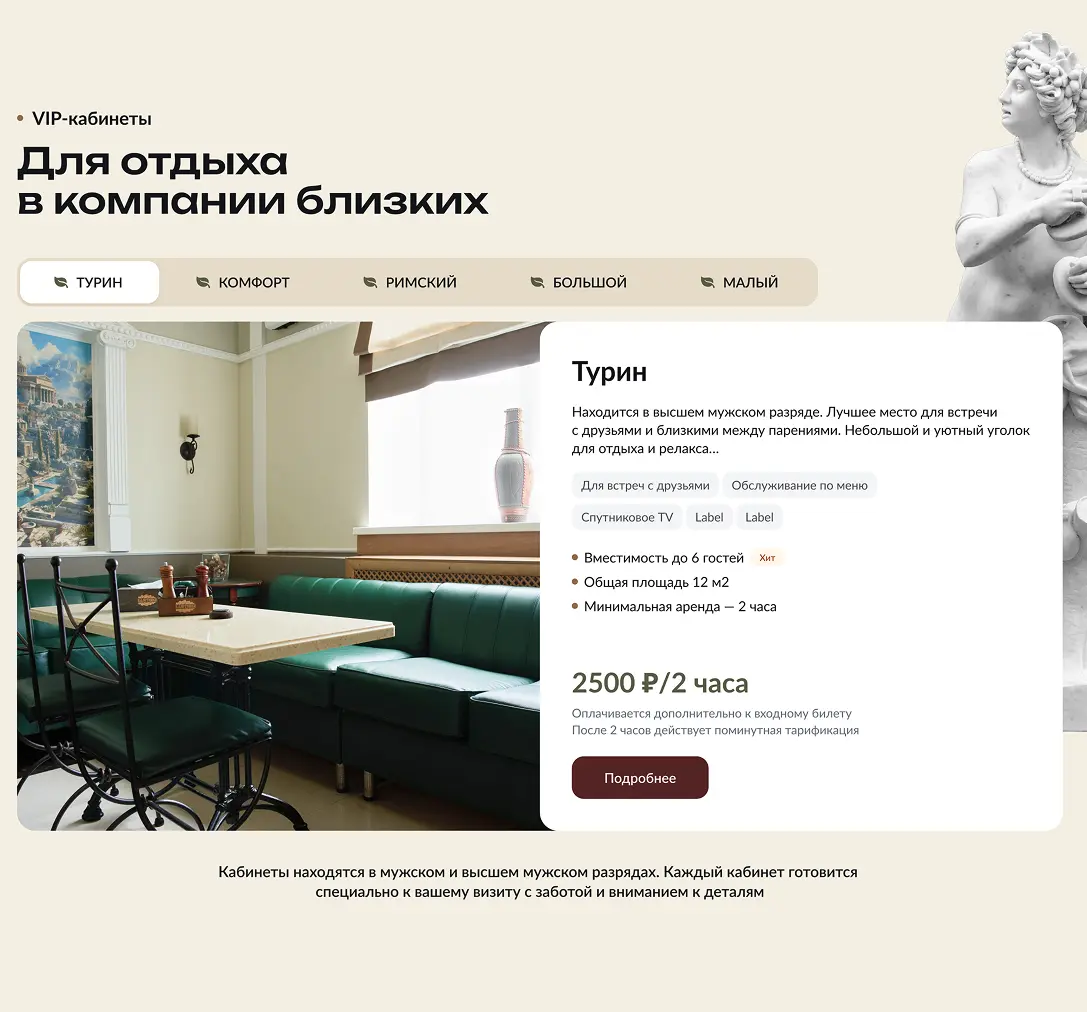 VIP-кабинеты
Для отдыха
в компании близких
ТУРИН
КОМФОРТ
РИМСКИЙ
БОЛЬШОЙ
МАЛЫЙ
Турин
Находится в высшем мужском разряде. Лучшее место для встречи
с друзьями и близкими между парениями. Небольшой и уютный уголок
для отдыха и релакса...
Для встреч с друзьями
Обслуживание по меню
Спутниковое TV
Label
Label
Вместимость до 6 гостей
Хит
Общая площадь 12 м2
Минимальная аренда — 2 часа
2500 ₽/2 часа
Оплачивается дополнительно к входному билету
После 2 часов действует поминутная тарификация
Подробнее
Кабинеты находятся в мужском и высшем мужском разрядах. Каждый кабинет готовится
специально к вашему визиту с заботой и вниманием к деталям